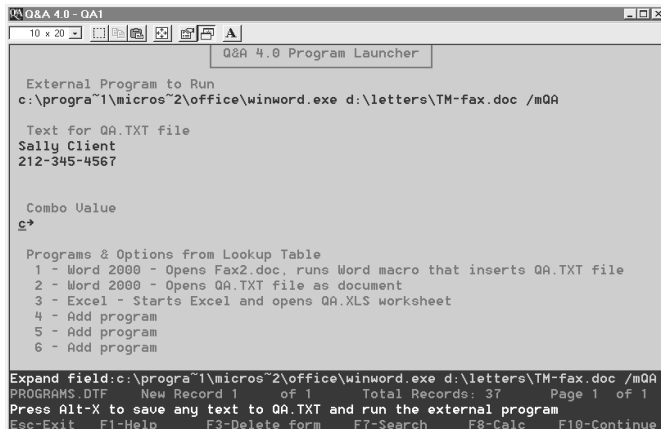 Q&A 4.0 - QA1
10 x 20
A
Q&A 4.0 Program Launcher
External Program to Run
c:\progra~1\micros~2\office\winword.exe d:\letters\TM-fax.doc /mQA
Text for QA.TXT file
Sally Client
212-345-4567
Combo Value
c→
Programs & Options from Lookup Table
1 - Word 2000 - Opens Fax2.doc, runs Word macro that inserts QA.TXT file
2 - Word 2000 - Opens QA.TXT file as document
3 - Excel - Starts Excel and opens QA.XLS worksheet
4 - Add program
5 - Add program
6 - Add program
Expand field:c:\progra~1\micros~2\office\winword.exe d:\letters\TM-fax.doc /mQA
PROGRAMS.DTF New Record 1 of 1 Total Records: 37 Page 1 of 1
Press Alt-X to save any text to QA.TXT and run the external program
Esc-Exit F1-Help F3-Delete form F7-Search F8-Calc F10-Continue